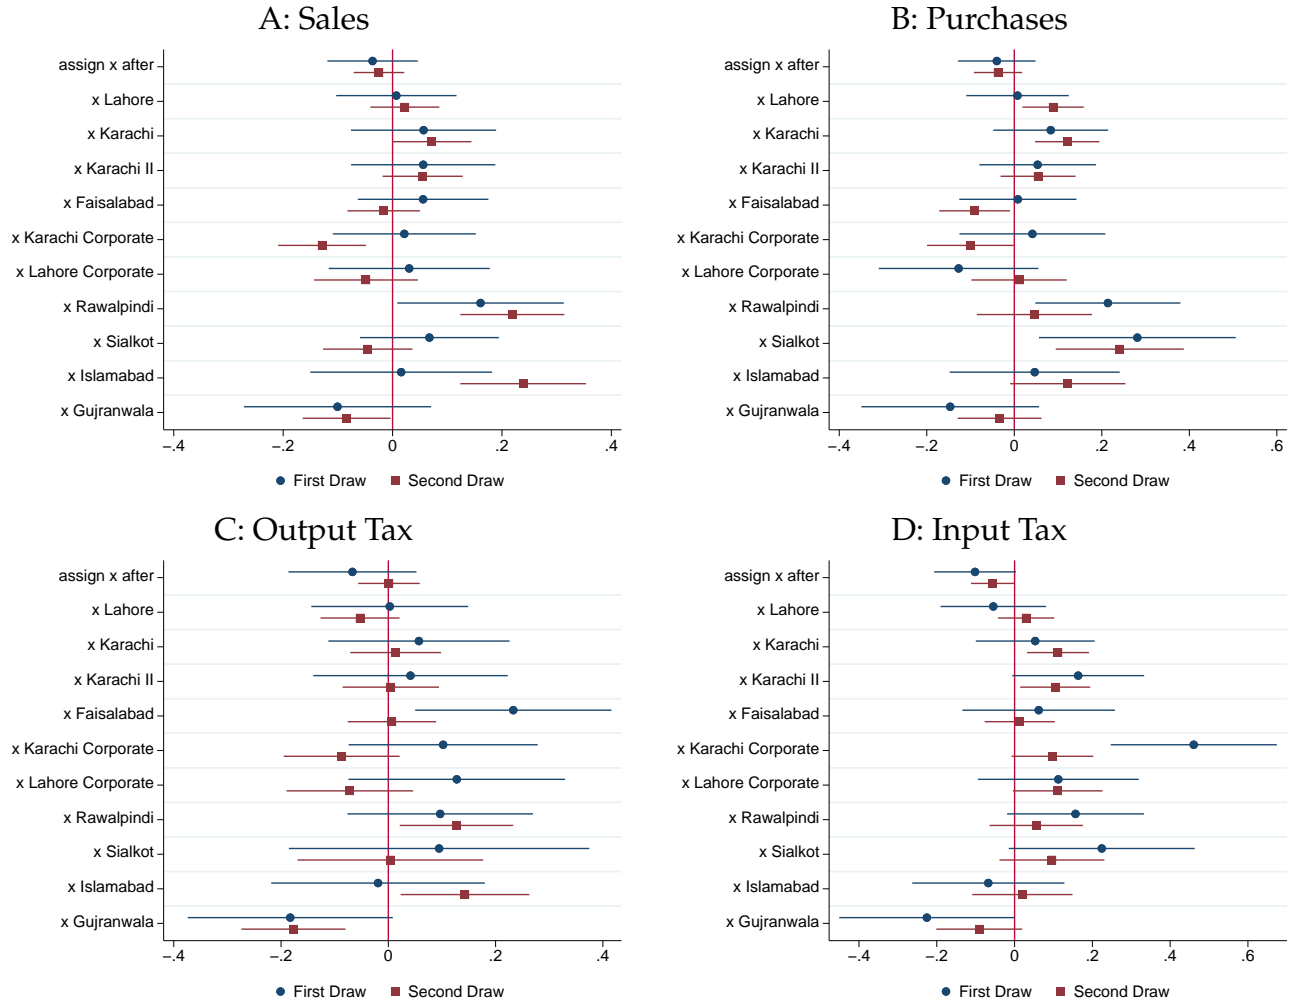 A: Sales
assign x after
x Lahore
x Karachi
x Karachi II
x Faisalabad
x Karachi Corporate
x Lahore Corporate
x Rawalpindi
x Sialkot
x Islamabad
x Gujranwala
−.4 −.2 0 .2 .4
First Draw Second Draw
B: Purchases
assign x after
x Lahore
x Karachi
x Karachi II
x Faisalabad
x Karachi Corporate
x Lahore Corporate
x Rawalpindi
x Sialkot
x Islamabad
x Gujranwala
−.4 −.2 0 .2 .4 .6
First Draw Second Draw
C: Output Tax
assign x after
x Lahore
x Karachi
x Karachi II
x Faisalabad
x Karachi Corporate
x Lahore Corporate
x Rawalpindi
x Sialkot
x Islamabad
x Gujranwala
−.4 −.2 0 .2 .4
First Draw Second Draw
D: Input Tax
assign x after
x Lahore
x Karachi
x Karachi II
x Faisalabad
x Karachi Corporate
x Lahore Corporate
x Rawalpindi
x Sialkot
x Islamabad
x Gujranwala
−.4 −.2 0 .2 .4 .6
First Draw Second Draw